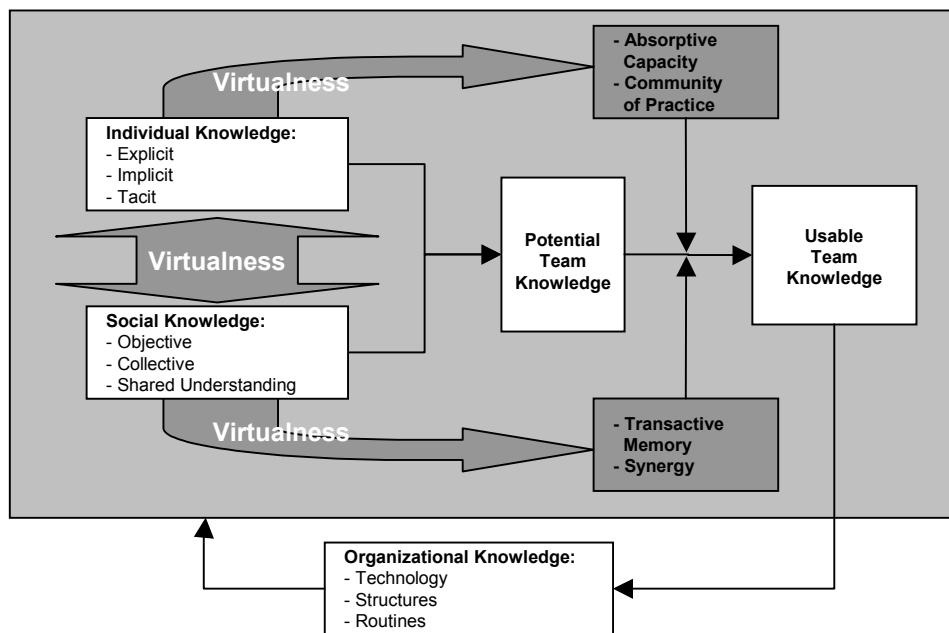 Virtualness
- Absorptive
Capacity
- Community
of Practice
Individual Knowledge:
- Explicit
- Implicit
- Tacit
Virtualness
Potential
Team
Knowledge
Usable
Team
Knowledge
Social Knowledge:
- Objective
- Collective
- Shared Understanding
Virtualness
- Transactive
Memory
- Synergy
Organizational Knowledge:
- Technology
- Structures
- Routines